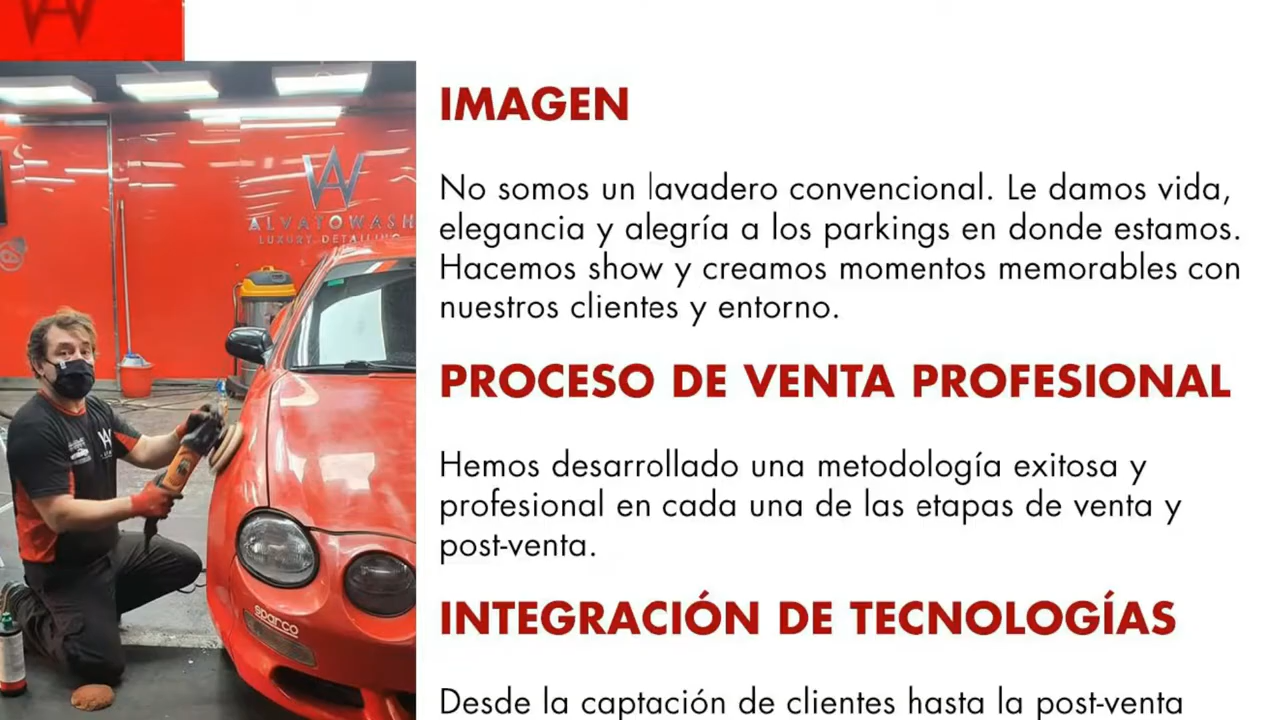 ALVATOWASH
LUXURY DETAILING
sparco
IMAGEN
No somos un lavadero convencional. Le damos vida,
elegancia y alegría a los parkings en donde estamos.
Hacemos show y creamos momentos memorables con
nuestros clientes y entorno.
PROCESO DE VENTA PROFESIONAL
Hemos desarrollado una metodología exitosa y
profesional en cada una de las etapas de venta y
post-venta.
INTEGRACIÓN DE TECNOLOGÍAS
Desde la captación de clientes hasta la post-venta